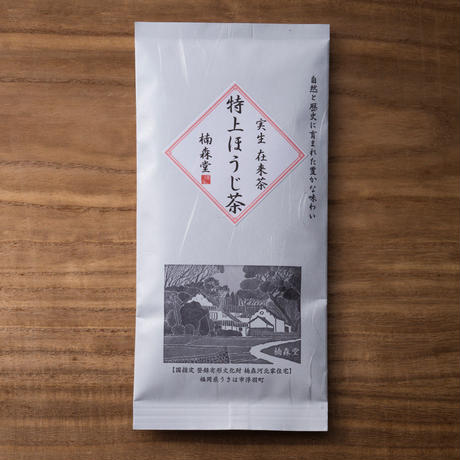 自然と歴史に育まれた豊かな味わい
実生 在来茶
特上ほうじ茶
楠森堂
楠森堂
【国指定 登録有形文化財 楠森河北家住宅】
福岡県うきは市浮羽町